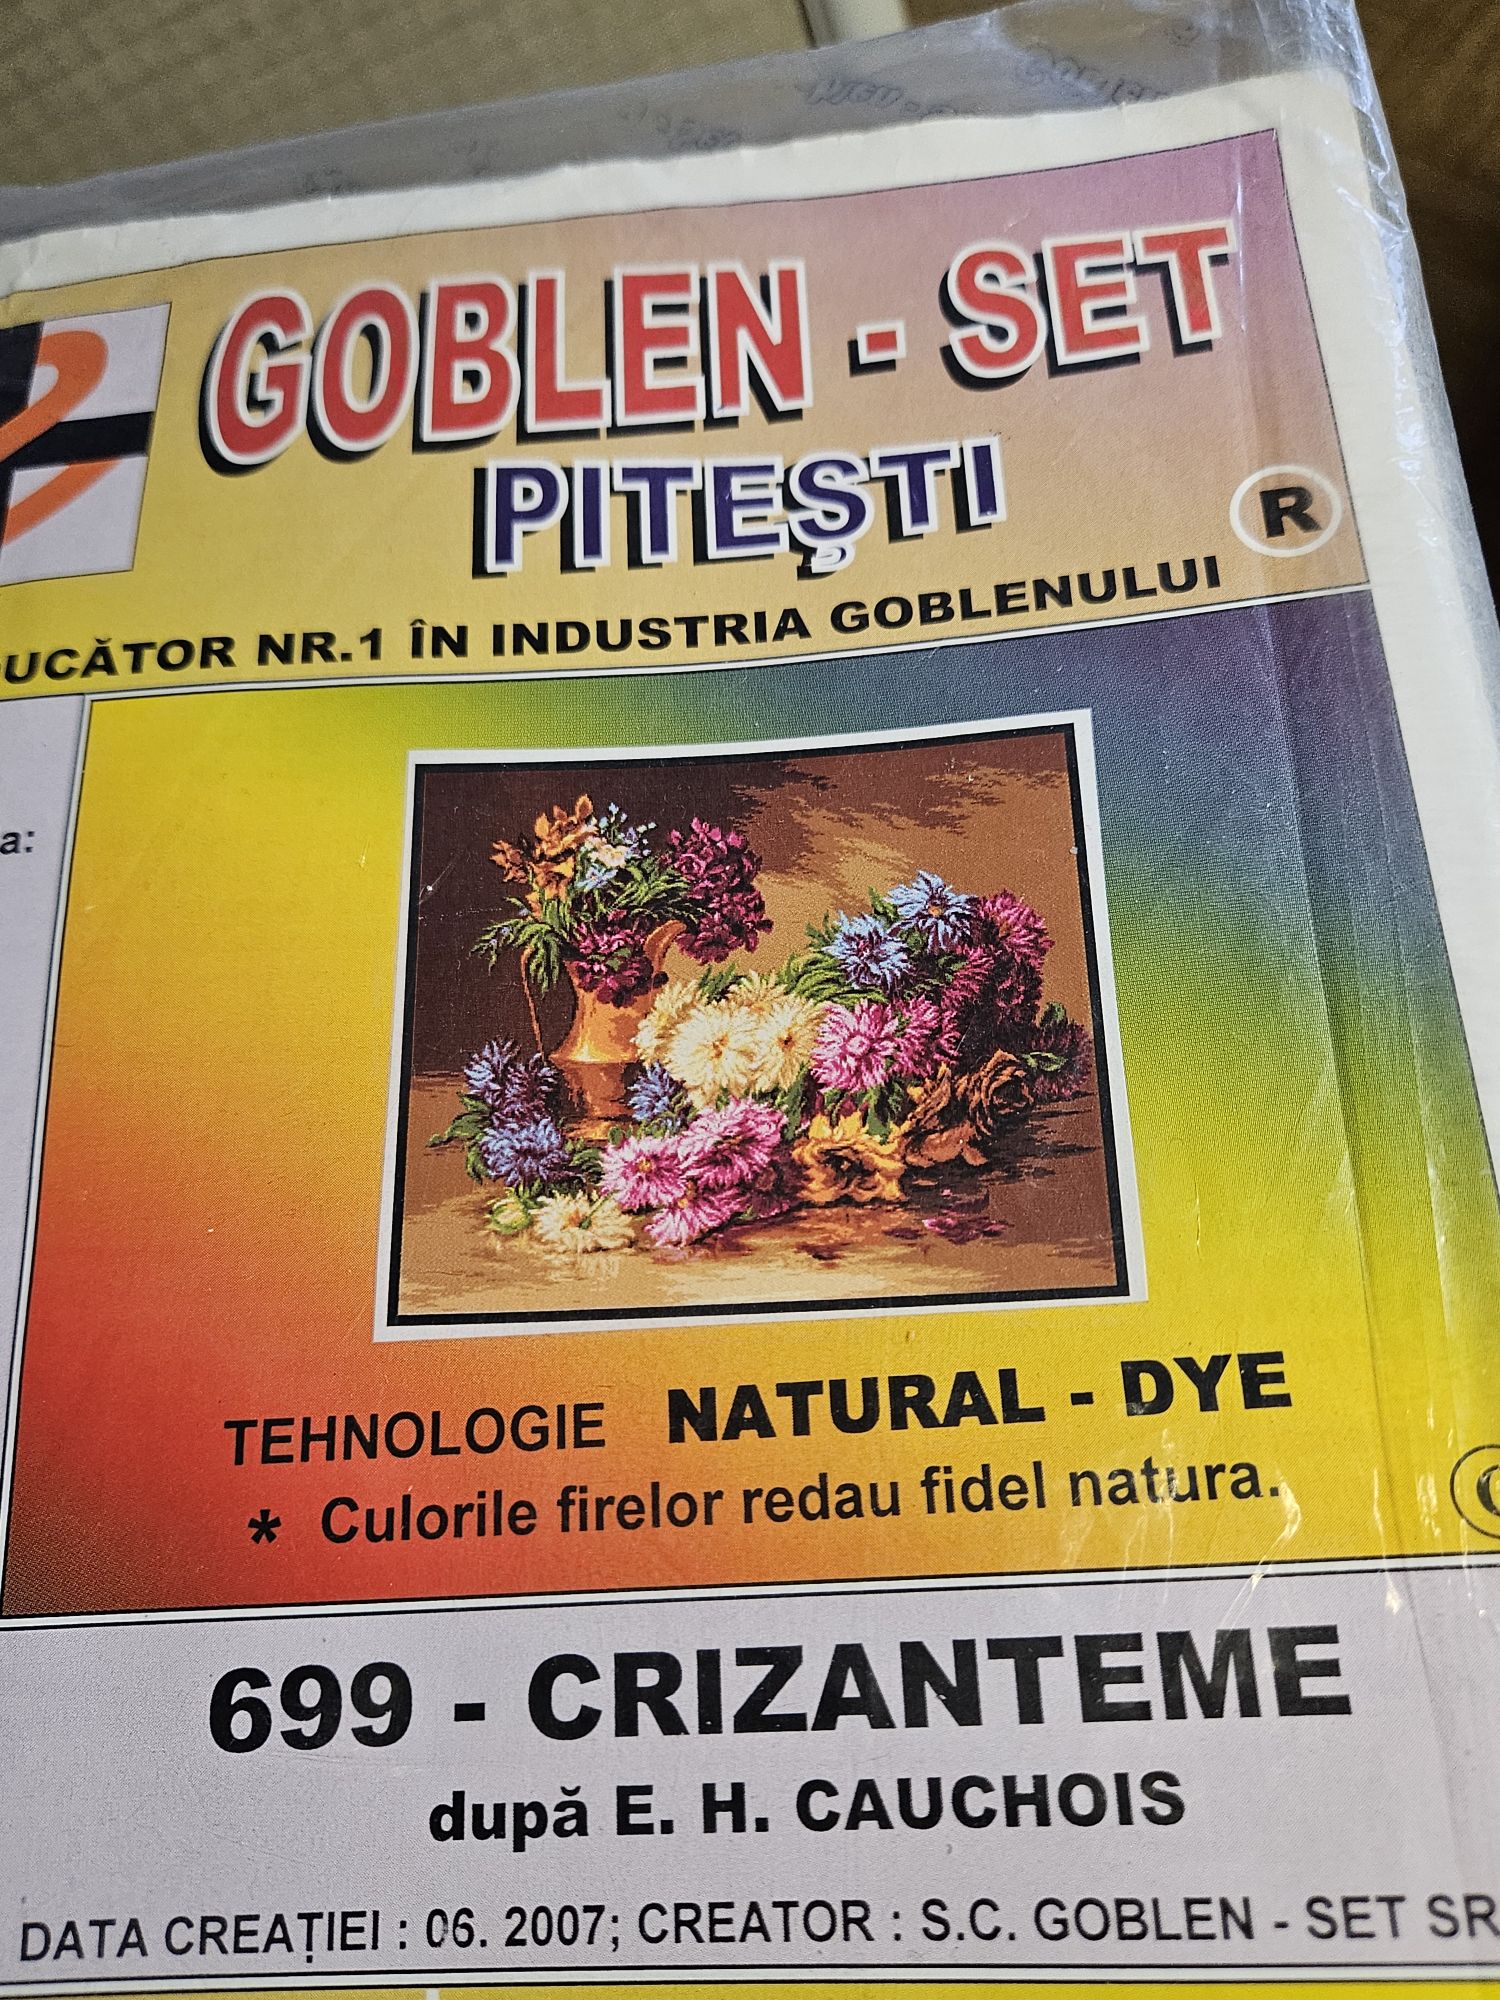 GOBLEN - SET
PITEȘTI
R
UCĂTOR NR.1 ÎN INDUSTRIA GOBLENULUI
a:
TEHNOLOGIE NATURAL - DYE
* Culorile firelor redau fidel natura.
699 - CRIZANTEME
după E. H. CAUCHOIS
DATA CREAȚIEI : 06. 2007; CREATOR : S.C. GOBLEN - SET SR